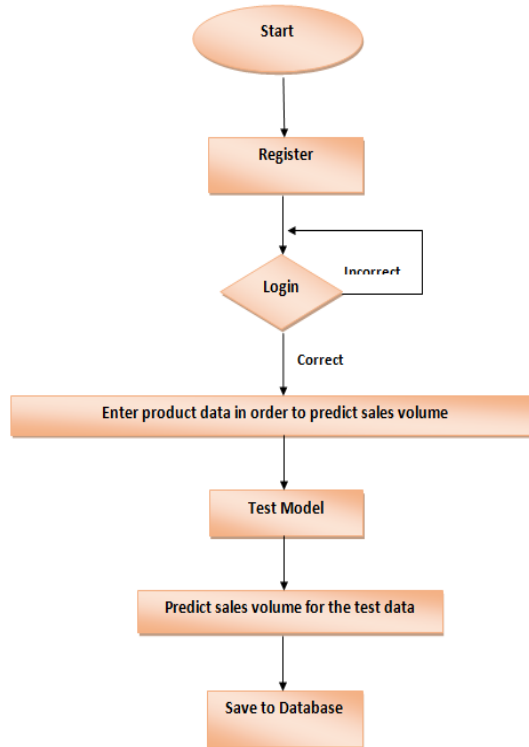 Start
Register
Incorrect
Login
Correct
Enter product data in order to predict sales volume
Test Model
Predict sales volume for the test data
Save to Database